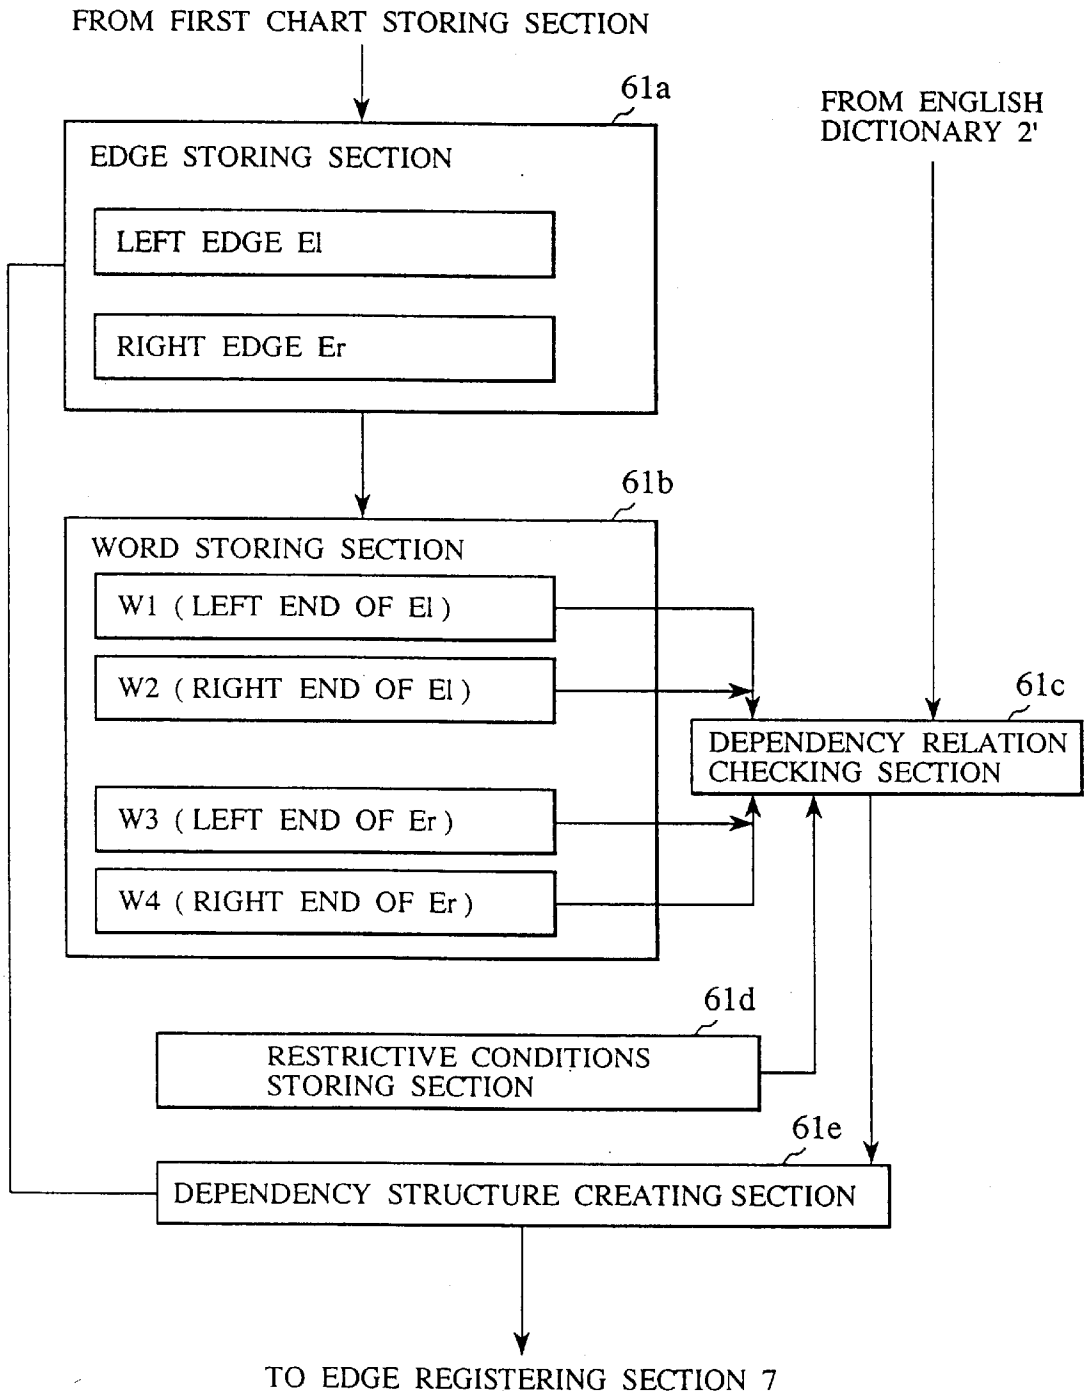 FROM FIRST CHART STORING SECTION
61a
FROM ENGLISH
DICTIONARY 2'
EDGE STORING SECTION
LEFT EDGE El
RIGHT EDGE Er
61b
WORD STORING SECTION
W1 ( LEFT END OF El )
W2 ( RIGHT END OF El )
61c
DEPENDENCY RELATION
CHECKING SECTION
W3 ( LEFT END OF Er )
W4 ( RIGHT END OF Er )
61d
RESTRICTIVE CONDITIONS
STORING SECTION
61e
DEPENDENCY STRUCTURE CREATING SECTION
TO EDGE REGISTERING SECTION 7